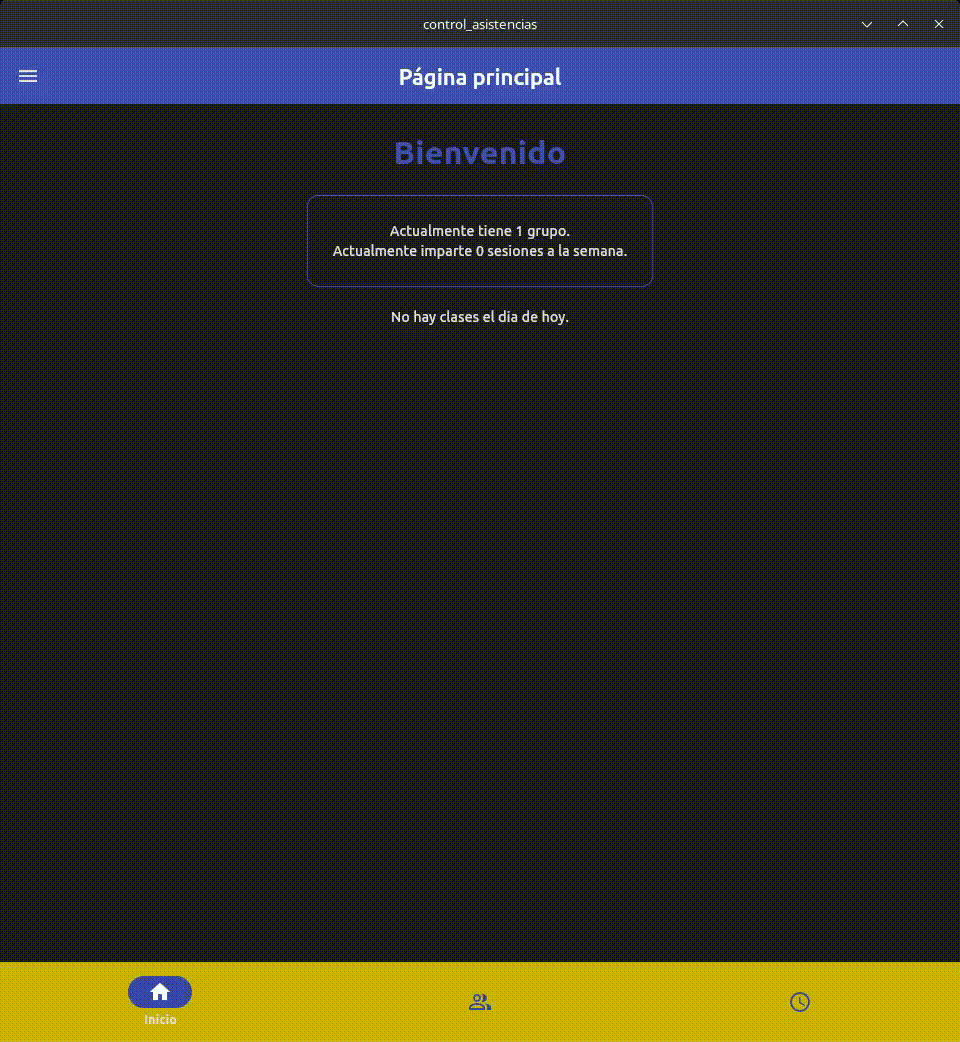 control_asistencias
Página principal
Bienvenido
Actualmente tiene 1 grupo.
Actualmente imparte 0 sesiones a la semana.
No hay clases el dia de hoy.
Inicio